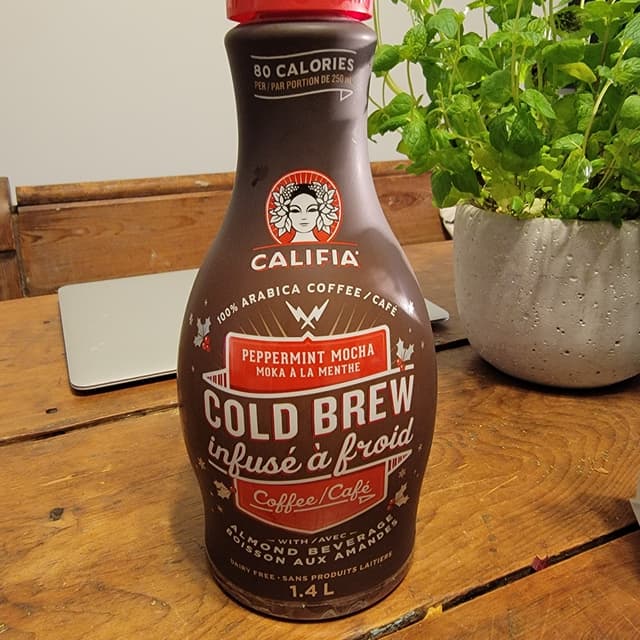 80 CALORIES
PER / PAR PORTION DE 250 ml
CALIFIA
100% ARABICA COFFEE / CAFÉ
PEPPERMINT MOCHA
MOKA À LA MENTHE
COLD BREW
infusé à froid
Coffee / Café
WITH / AVEC
ALMOND BEVERAGE
BOISSON AUX AMANDES
DAIRY FREE • SANS PRODUITS LAITIERS
1.4 L